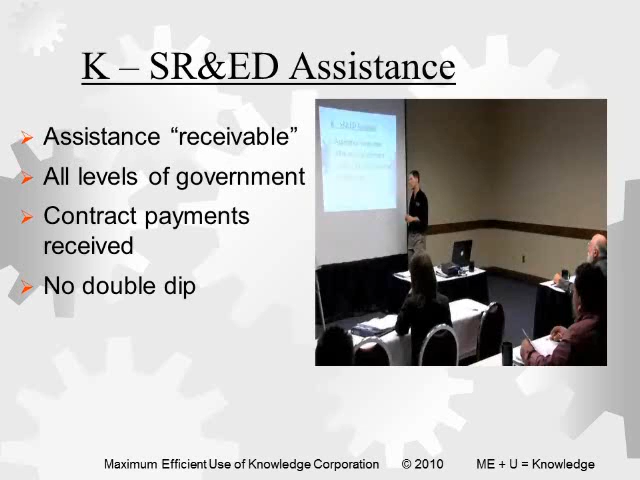 K – SR&ED Assistance
Assistance “receivable”
All levels of government
Contract payments
received
No double dip
Maximum Efficient Use of Knowledge Corporation © 2010 ME + U = Knowledge